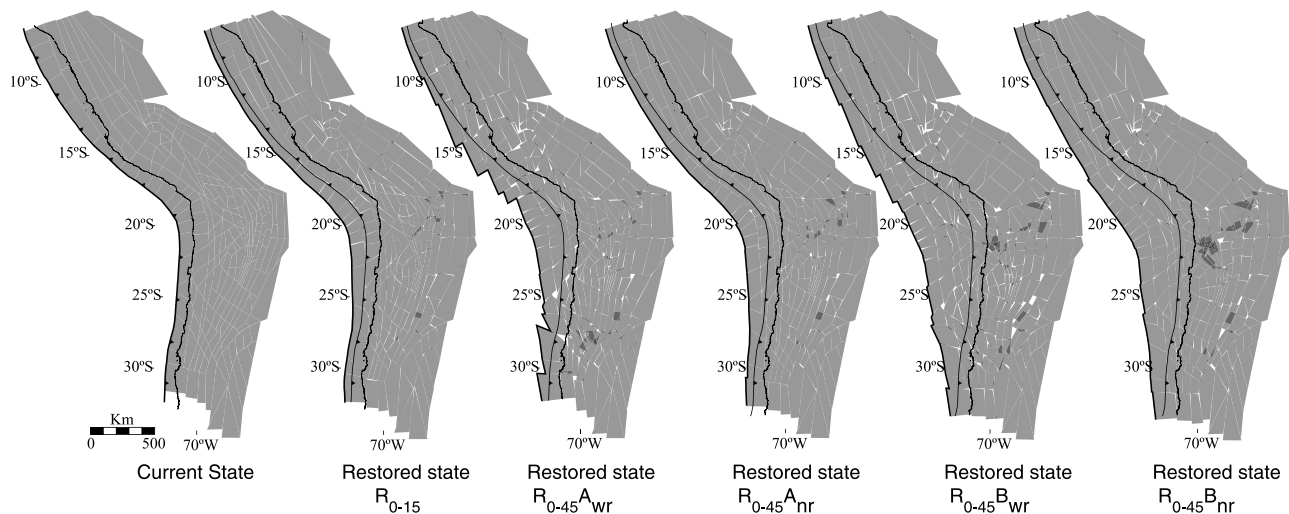 10ºS
15ºS
20ºS
25ºS
30ºS
Km
0 500
70ºW
Current State
10ºS
15ºS
20ºS
25ºS
30ºS
70ºW
Restored state
R0-15
10ºS
15ºS
20ºS
25ºS
30ºS
70ºW
Restored state
R0-45Awr
10ºS
15ºS
20ºS
25ºS
30ºS
70ºW
Restored state
R0-45Anr
10ºS
15ºS
20ºS
25ºS
30ºS
70ºW
Restored state
R0-45Bwr
10ºS
15ºS
20ºS
25ºS
30ºS
70ºW
Restored state
R0-45Bnr